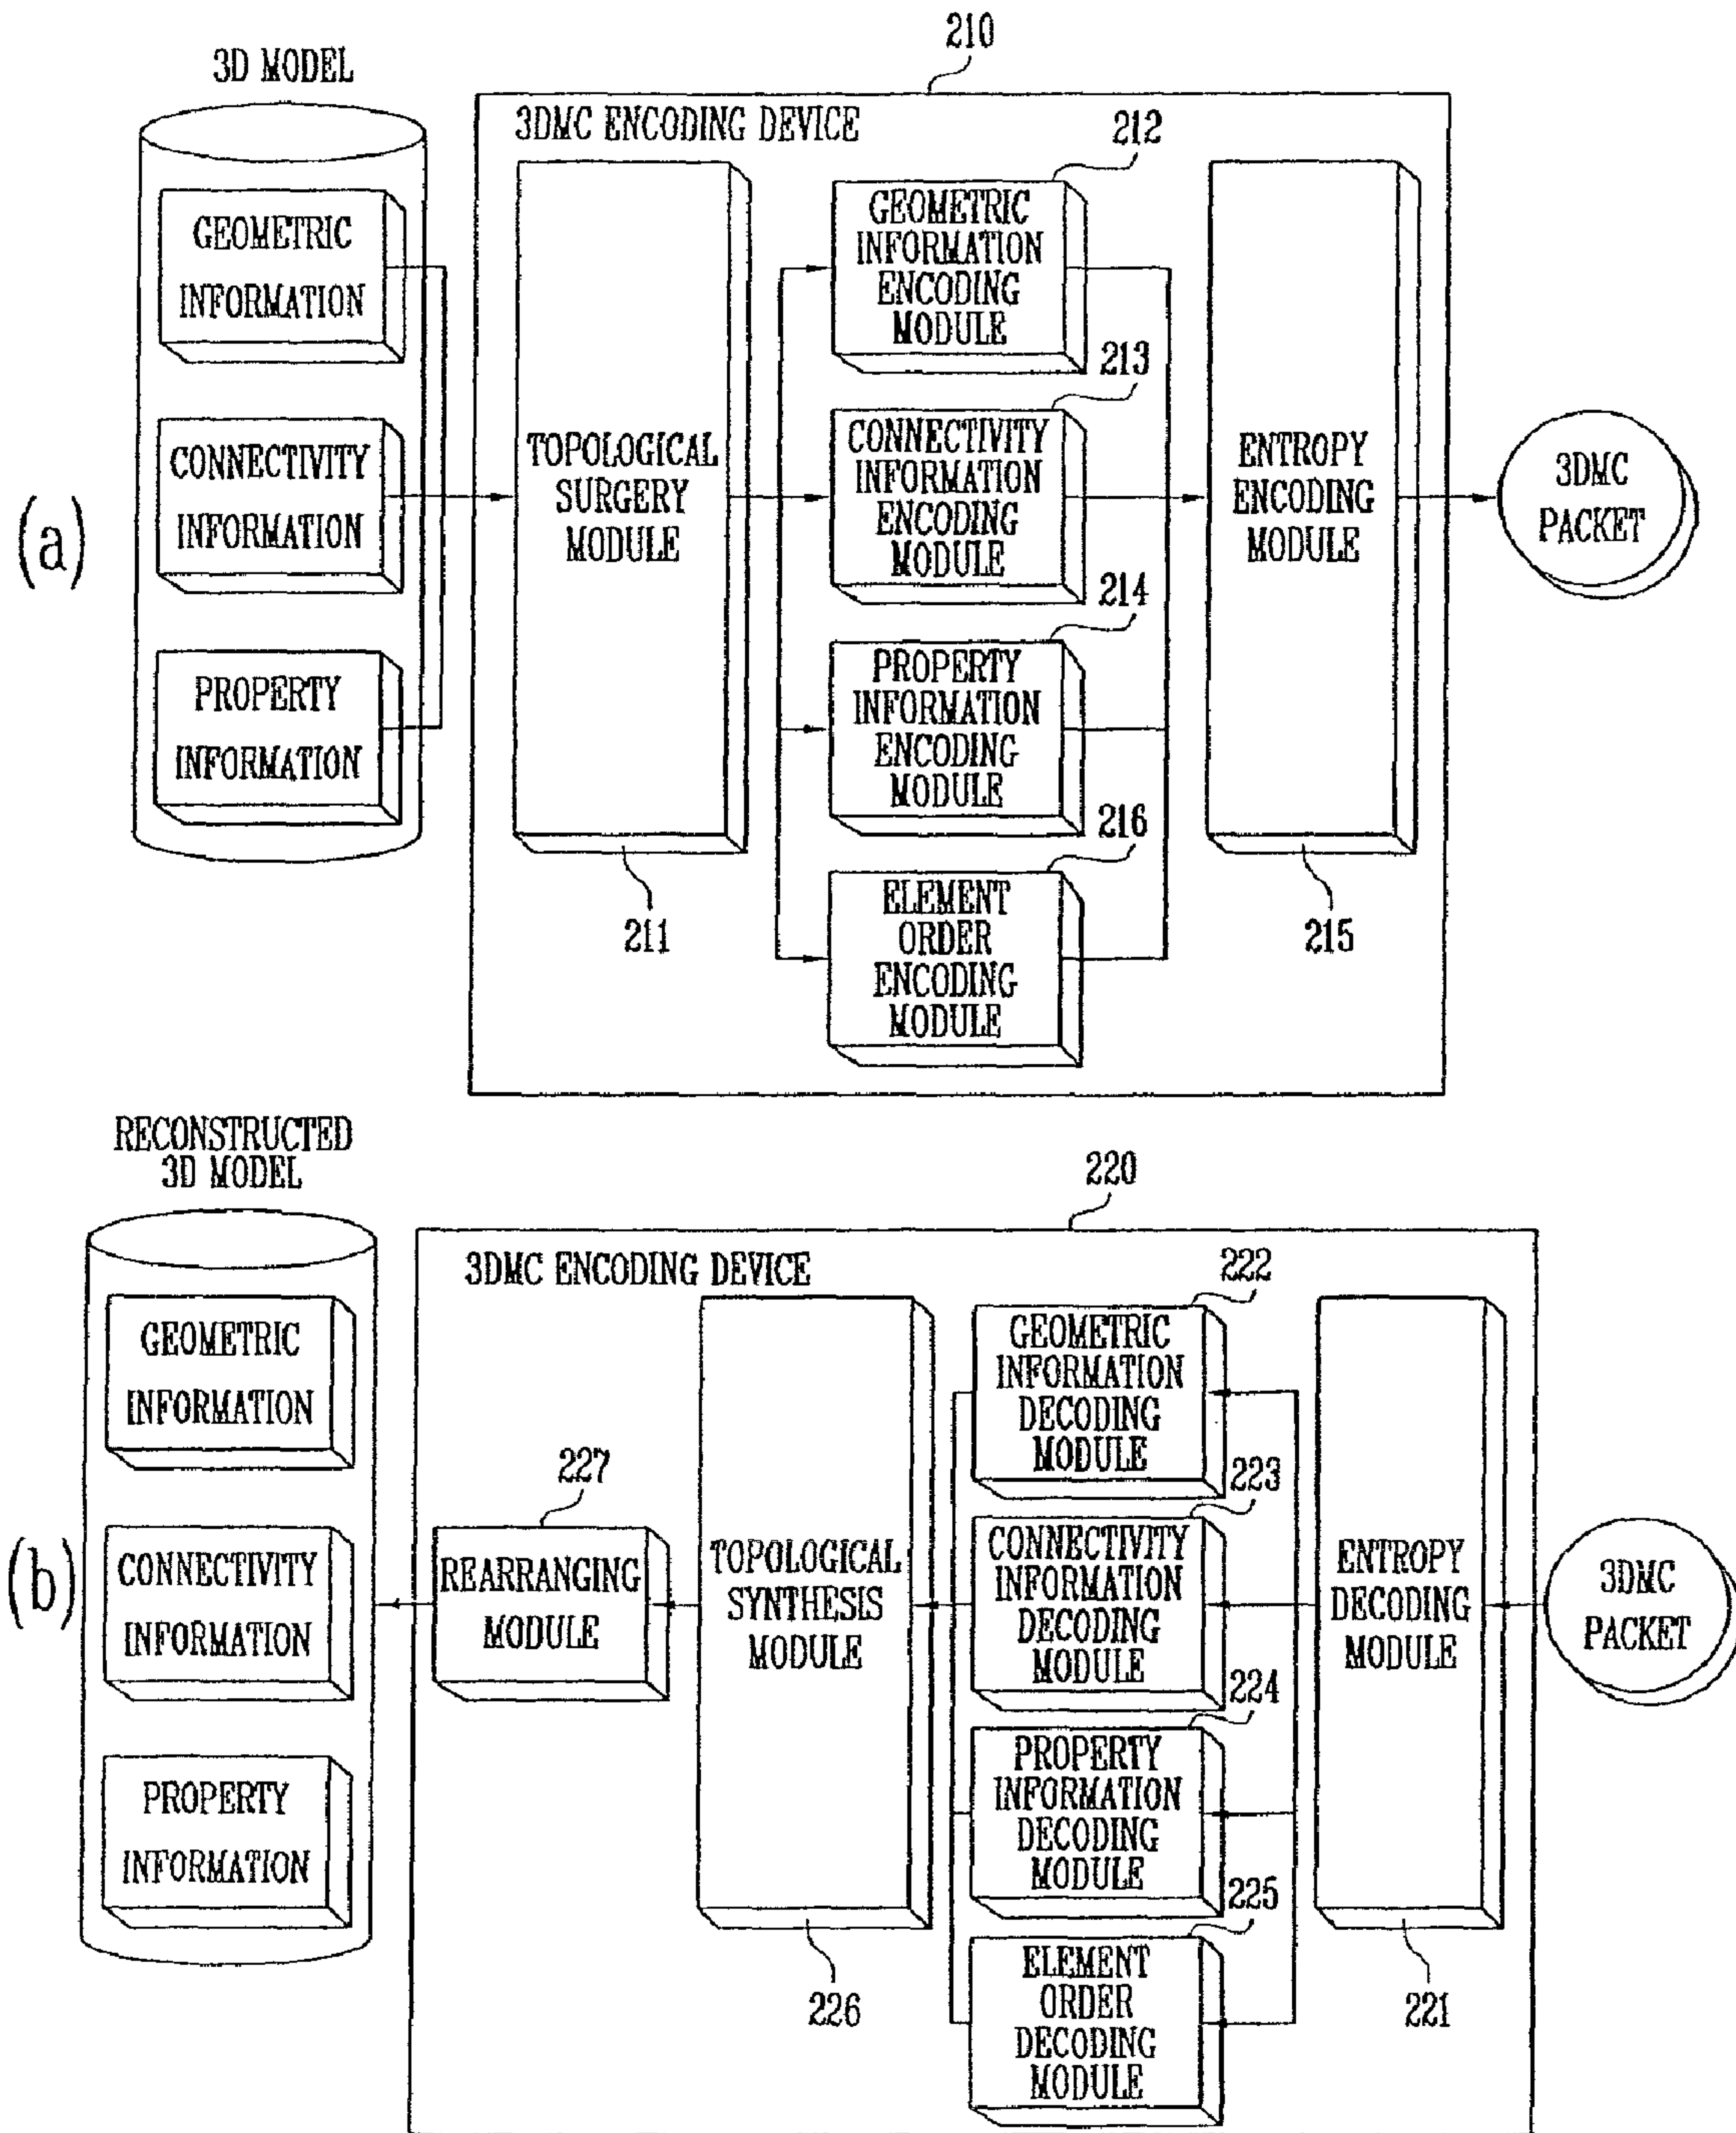 210
3D MODEL
3DMC ENCODING DEVICE
212
GEOMETRIC
INFORMATION
GEOMETRIC
INFORMATION
ENCODING
MODULE
213
(a)
CONNECTIVITY
INFORMATION
TOPOLOGICAL
SURGERY
MODULE
CONNECTIVITY
INFORMATION
ENCODING
MODULE
ENTROPY
ENCODING
MODULE
3DMC
PACKET
214
PROPERTY
INFORMATION
PROPERTY
INFORMATION
ENCODING
MODULE
216
ELEMENT
ORDER
ENCODING
MODULE
211
215
RECONSTRUCTED
3D MODEL
220
3DMC ENCODING DEVICE
222
GEOMETRIC
INFORMATION
GEOMETRIC
INFORMATION
DECODING
MODULE
227
223
(b)
CONNECTIVITY
INFORMATION
REARRANGING
MODULE
TOPOLOGICAL
SYNTHESIS
MODULE
CONNECTIVITY
INFORMATION
DECODING
MODULE
ENTROPY
DECODING
MODULE
3DMC
PACKET
224
PROPERTY
INFORMATION
PROPERTY
INFORMATION
DECODING
MODULE
225
226
ELEMENT
ORDER
DECODING
MODULE
221